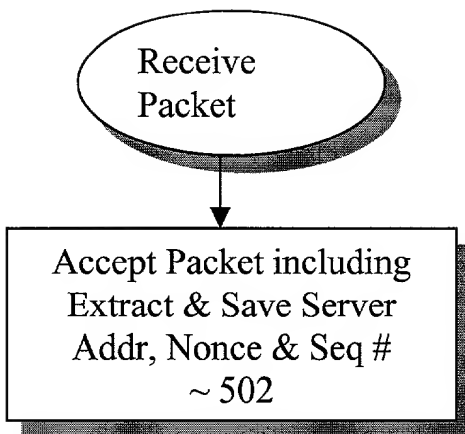 Receive
Packet
Accept Packet including
Extract & Save Server
Addr, Nonce & Seq #
~ 502